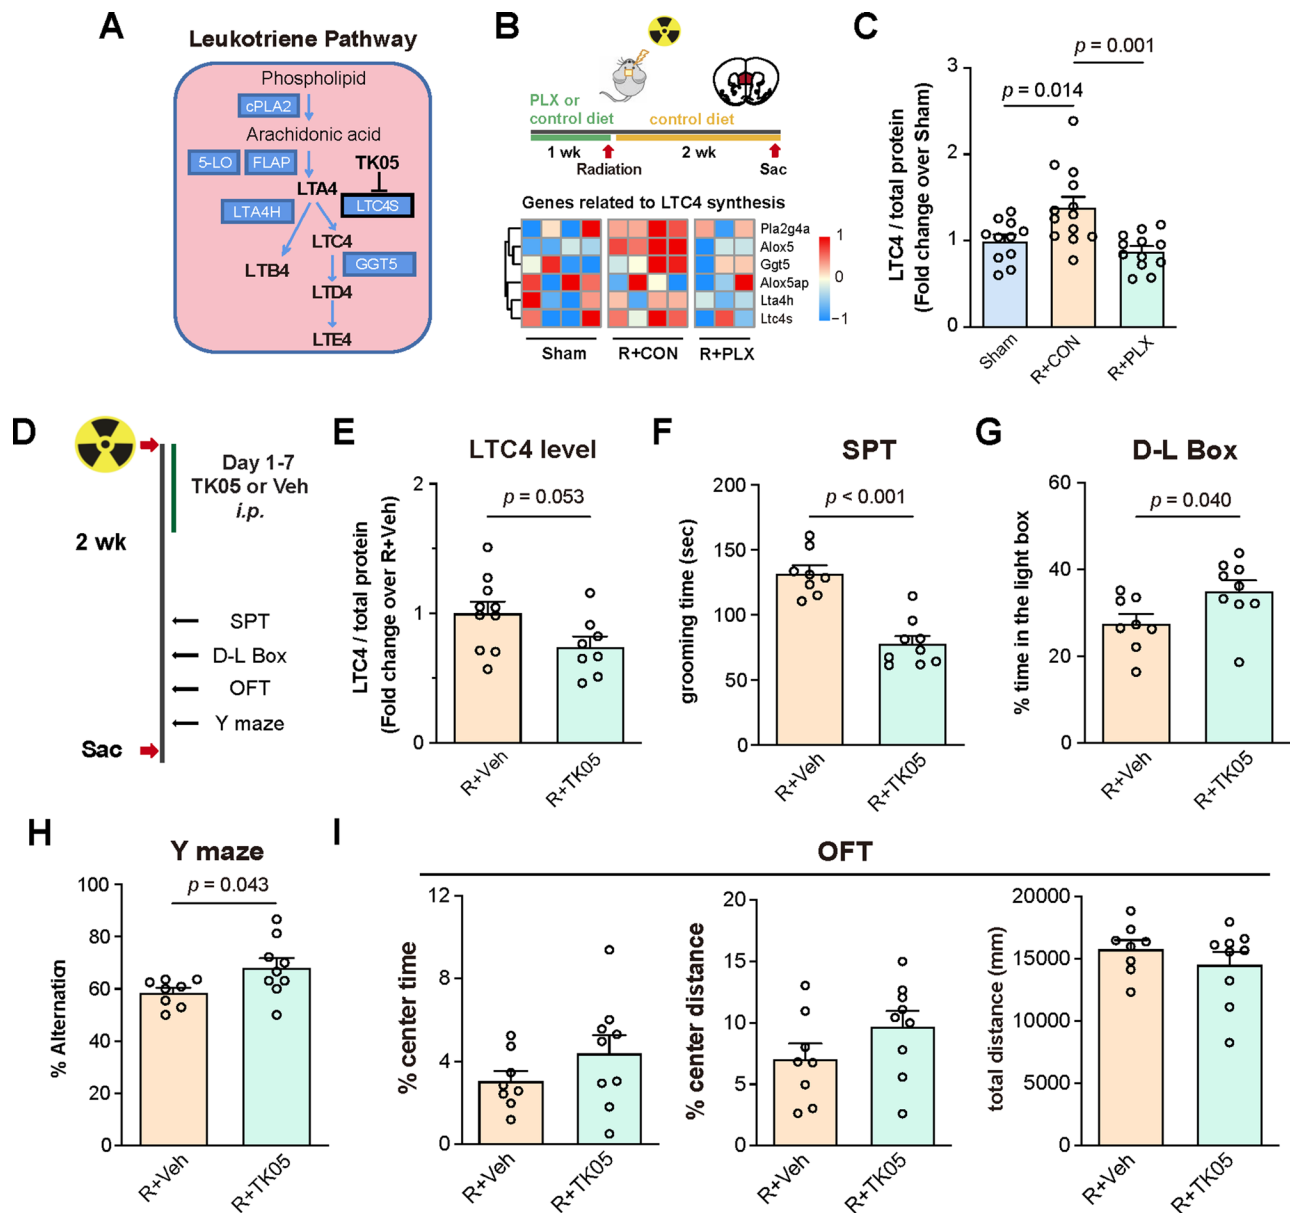 A
Leukotriene Pathway
Phospholipid
cPLA2
Arachidonic acid
5-LO
FLAP
TK05
LTA4
LTC4S
LTA4H
LTC4
LTB4
GGT5
LTD4
LTE4
B
PLX or
control diet
control diet
1 wk
2 wk
Radiation
Sac
Genes related to LTC4 synthesis
Pla2g4a
Alox5
Ggt5
Alox5ap
Lta4h
Ltc4s
1
0
−1
Sham
R+CON
R+PLX
C
LTC4 / total protein
(Fold change over Sham)
3
2
1
0
p = 0.001
p = 0.014
Sham
R+CON
R+PLX
D
Day 1-7
TK05 or Veh
i.p.
2 wk
SPT
D-L Box
OFT
Y maze
Sac
E
LTC4 level
LTC4 / total protein
(Fold change over R+Veh)
2
1
0
p = 0.053
R+Veh
R+TK05
F
SPT
grooming time (sec)
200
150
100
50
0
p < 0.001
R+Veh
R+TK05
G
D-L Box
% time in the light box
60
40
20
0
p = 0.040
R+Veh
R+TK05
H
Y maze
% Alternation
100
80
60
40
20
0
p = 0.043
R+Veh
R+TK05
I
OFT
% center time
12
8
4
0
R+Veh
R+TK05
% center distance
20
15
10
5
0
R+Veh
R+TK05
total distance (mm)
20000
15000
10000
5000
0
R+Veh
R+TK05